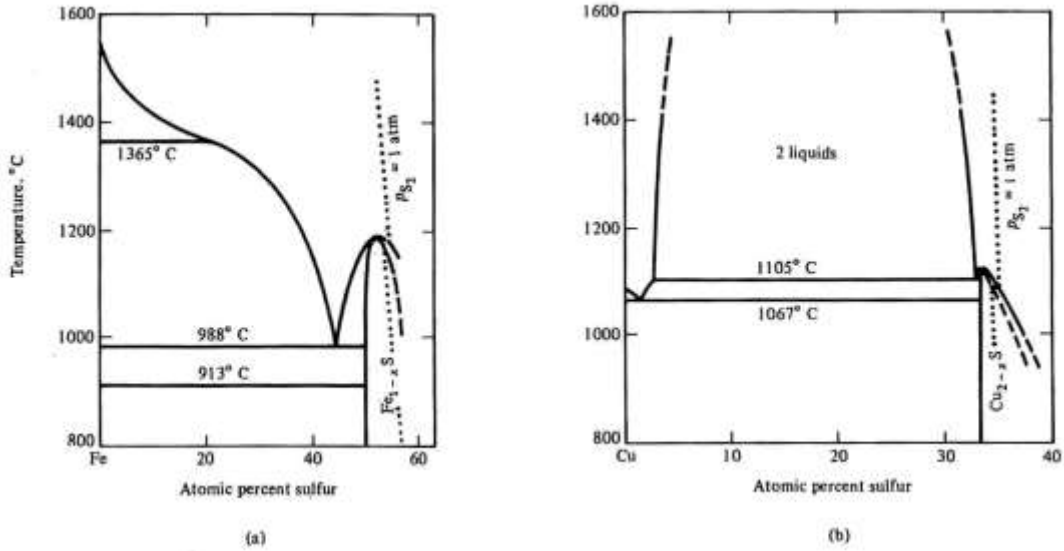 1600
1400
1200
1000
800
Temperature, °C
1365° C
988° C
913° C
pS2 = 1 atm
Fe1-xS
Fe
20
40
60
Atomic percent sulfur
(a)
1600
1400
1200
1000
800
2 liquids
1105° C
1067° C
pS2 = 1 atm
Cu2-xS
Cu
10
20
30
40
Atomic percent sulfur
(b)